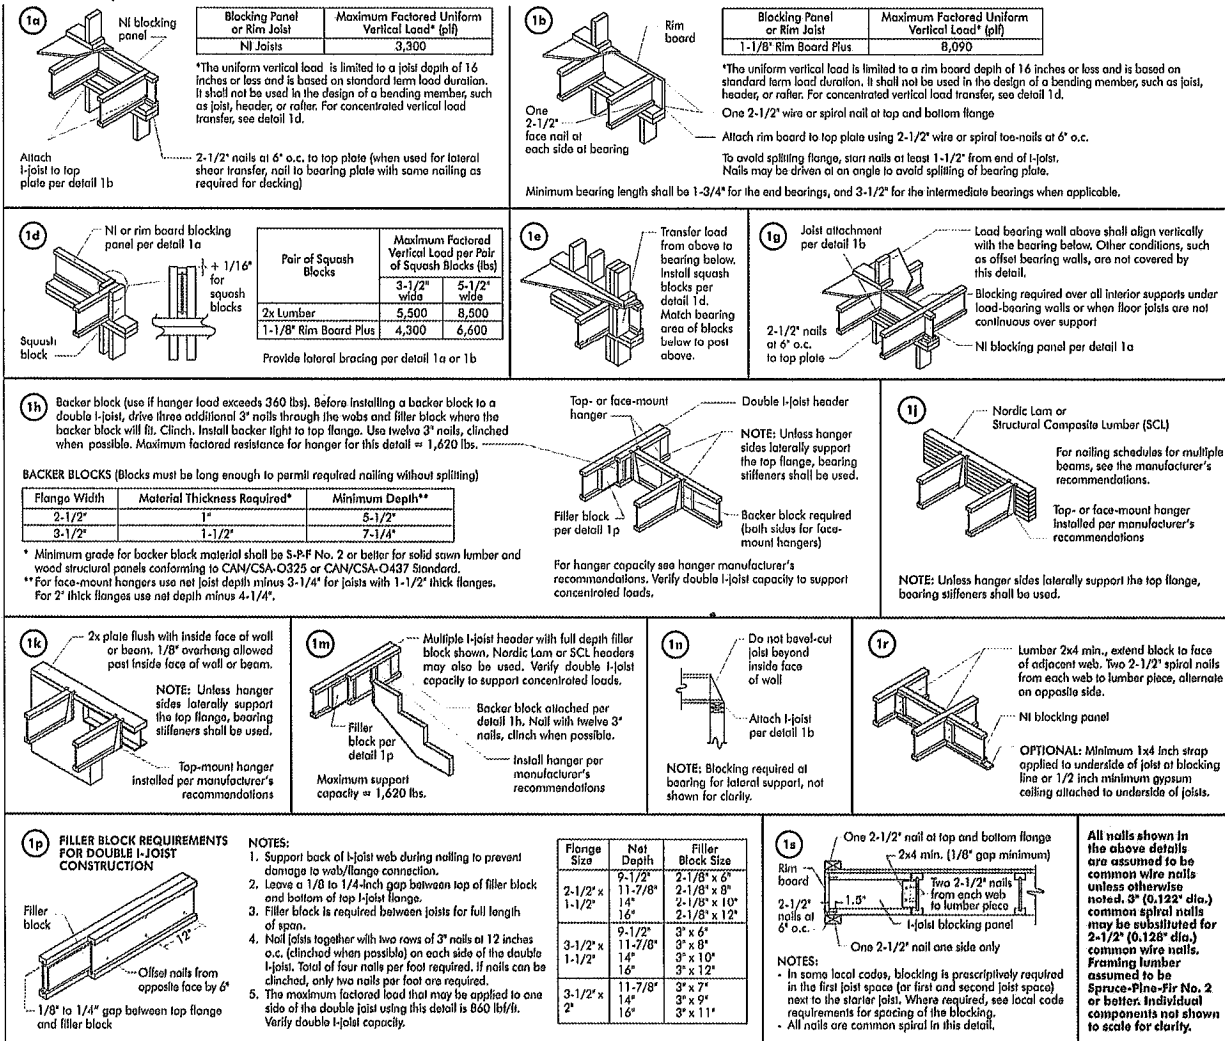 1a
NI blocking
panel
Blocking Panel
or Rim Joist
Maximum Factored Uniform
Vertical Load* (plf)
NI Joists
3,300
*The uniform vertical load is limited to a joist depth of 16
inches or less and is based on standard term load duration.
It shall not be used in the design of a bending member, such
as joist, header, or rafter. For concentrated vertical load
transfer, see detail 1d.
Attach
I-joist to top
plate per detail 1b
2-1/2" nails at 6" o.c. to top plate (when used for lateral
shear transfer, nail to bearing plate with same nailing as
required for decking)
1b
Rim
board
Blocking Panel
or Rim Joist
Maximum Factored Uniform
Vertical Load* (plf)
1-1/8" Rim Board Plus
8,090
*The uniform vertical load is limited to a rim board depth of 16 inches or less and is based on
standard term load duration. It shall not be used in the design of a bending member, such as joist,
header, or rafter. For concentrated vertical load transfer, see detail 1d.
One
2-1/2"
face nail at
each side at bearing
One 2-1/2" wire or spiral nail at top and bottom flange
Attach rim board to top plate using 2-1/2" wire or spiral toe-nails at 6" o.c.
To avoid splitting flange, start nails at least 1-1/2" from end of I-joist.
Nails may be driven at an angle to avoid splitting of bearing plate.
Minimum bearing length shall be 1-3/4" for the end bearings, and 3-1/2" for the intermediate bearings when applicable.
1d
NI or rim board blocking
panel per detail 1a
+ 1/16"
for
squash
blocks
Squash
block
Pair of Squash
Blocks
Maximum Factored
Vertical Load per Pair
of Squash Blocks (lbs)
3-1/2"
wide
5-1/2"
wide
2x Lumber
5,500
8,500
1-1/8" Rim Board Plus
4,300
6,600
Provide lateral bracing per detail 1a or 1b
1e
Transfer load
from above to
bearing below.
Install squash
blocks per
detail 1d.
Match bearing
area of blocks
below to post
above.
1g
Joist attachment
per detail 1b
Load bearing wall above shall align vertically
with the bearing below. Other conditions, such
as offset bearing walls, are not covered by
this detail.
Blocking required over all interior supports under
load-bearing walls or when floor joists are not
continuous over support
2-1/2" nails
at 6" o.c.
to top plate
NI blocking panel per detail 1a
1h
Backer block (use if hanger load exceeds 360 lbs). Before installing a backer block to a
double I-joist, drive three additional 3" nails through the webs and filler block where the
backer block will fit. Clinch. Install backer tight to top flange. Use twelve 3" nails, clinched
when possible. Maximum factored resistance for hanger for this detail = 1,620 lbs.
BACKER BLOCKS (Blocks must be long enough to permit required nailing without splitting)
Flange Width
Material Thickness Required*
Minimum Depth**
2-1/2"
1"
5-1/2"
3-1/2"
1-1/2"
7-1/4"
* Minimum grade for backer block material shall be S-P-F No. 2 or better for solid sawn lumber and
wood structural panels conforming to CAN/CSA-O325 or CAN/CSA-O437 Standard.
**For face-mount hangers use net joist depth minus 3-1/4" for joists with 1-1/2" thick flanges.
For 2" thick flanges use net depth minus 4-1/4".
Top- or face-mount
hanger
Double I-joist header
NOTE: Unless hanger
sides laterally support
the top flange, bearing
stiffeners shall be used.
Filler block
per detail 1p
Backer block required
(both sides for face-
mount hangers)
For hanger capacity see hanger manufacturer's
recommendations. Verify double I-joist capacity to support
concentrated loads.
1j
Nordic Lam or
Structural Composite Lumber (SCL)
For nailing schedules for multiple
beams, see the manufacturer's
recommendations.
Top- or face-mount hanger
installed per manufacturer's
recommendations
NOTE: Unless hanger sides laterally support the top flange,
bearing stiffeners shall be used.
1k
2x plate flush with inside face of wall
or beam. 1/8" overhang allowed
past inside face of wall or beam.
NOTE: Unless hanger
sides laterally support
the top flange, bearing
stiffeners shall be used.
Top-mount hanger
installed per manufacturer's
recommendations
1m
Multiple I-joist header with full depth filler
block shown. Nordic Lam or SCL headers
may also be used. Verify double I-joist
capacity to support concentrated loads.
Backer block attached per
detail 1h. Nail with twelve 3"
nails, clinch when possible.
Filler
block per
detail 1p
Install hanger per
manufacturer's
recommendations
Maximum support
capacity = 1,620 lbs.
1n
Do not bevel-cut
joist beyond
inside face
of wall
Attach I-joist
per detail 1b
NOTE: Blocking required at
bearing for lateral support, not
shown for clarity.
1r
Lumber 2x4 min., extend block to face
of adjacent web. Two 2-1/2" spiral nails
from each web to lumber piece, alternate
on opposite side.
NI blocking panel
OPTIONAL: Minimum 1x4 inch strap
applied to underside of joist at blocking
line or 1/2 inch minimum gypsum
ceiling attached to underside of joists.
1p
FILLER BLOCK REQUIREMENTS
FOR DOUBLE I-JOIST
CONSTRUCTION
Filler
block
12"
Offset nails from
opposite face by 6"
1/8" to 1/4" gap between top flange
and filler block
NOTES:
1. Support back of I-joist web during nailing to prevent
damage to web/flange connection.
2. Leave a 1/8 to 1/4-inch gap between top of filler block
and bottom of top I-joist flange.
3. Filler block is required between joists for full length
of span.
4. Nail joists together with two rows of 3" nails at 12 inches
o.c. (clinched when possible) on each side of the double
I-joist. Total of four nails per foot required. If nails can be
clinched, only two nails per foot are required.
5. The maximum factored load that may be applied to one
side of the double joist using this detail is 860 lbf/ft.
Verify double I-joist capacity.
Flange
Size
Net
Depth
Filler
Block Size
2-1/2" x
1-1/2"
9-1/2"
2-1/8" x 6"
11-7/8"
2-1/8" x 8"
14"
2-1/8" x 10"
16"
2-1/8" x 12"
3-1/2" x
1-1/2"
9-1/2"
3" x 6"
11-7/8"
3" x 8"
14"
3" x 10"
16"
3" x 12"
3-1/2" x
2"
11-7/8"
3" x 7"
14"
3" x 9"
16"
3" x 11"
1s
One 2-1/2" nail at top and bottom flange
2x4 min. (1/8" gap minimum)
Rim
board
Two 2-1/2" nails
from each web
to lumber piece
1.5"
2-1/2"
nails at
6" o.c.
I-joist blocking panel
One 2-1/2" nail one side only
NOTES:
- In some local codes, blocking is prescriptively required
in the first joist space (or first and second joist space)
next to the starter joist. Where required, see local code
requirements for spacing of the blocking.
- All nails are common spiral in this detail.
All nails shown in
the above details
are assumed to be
common wire nails
unless otherwise
noted. 3" (0.122" dia.)
common spiral nails
may be substituted for
2-1/2" (0.128" dia.)
common wire nails.
Framing lumber
assumed to be
Spruce-Pine-Fir No. 2
or better. Individual
components not shown
to scale for clarity.